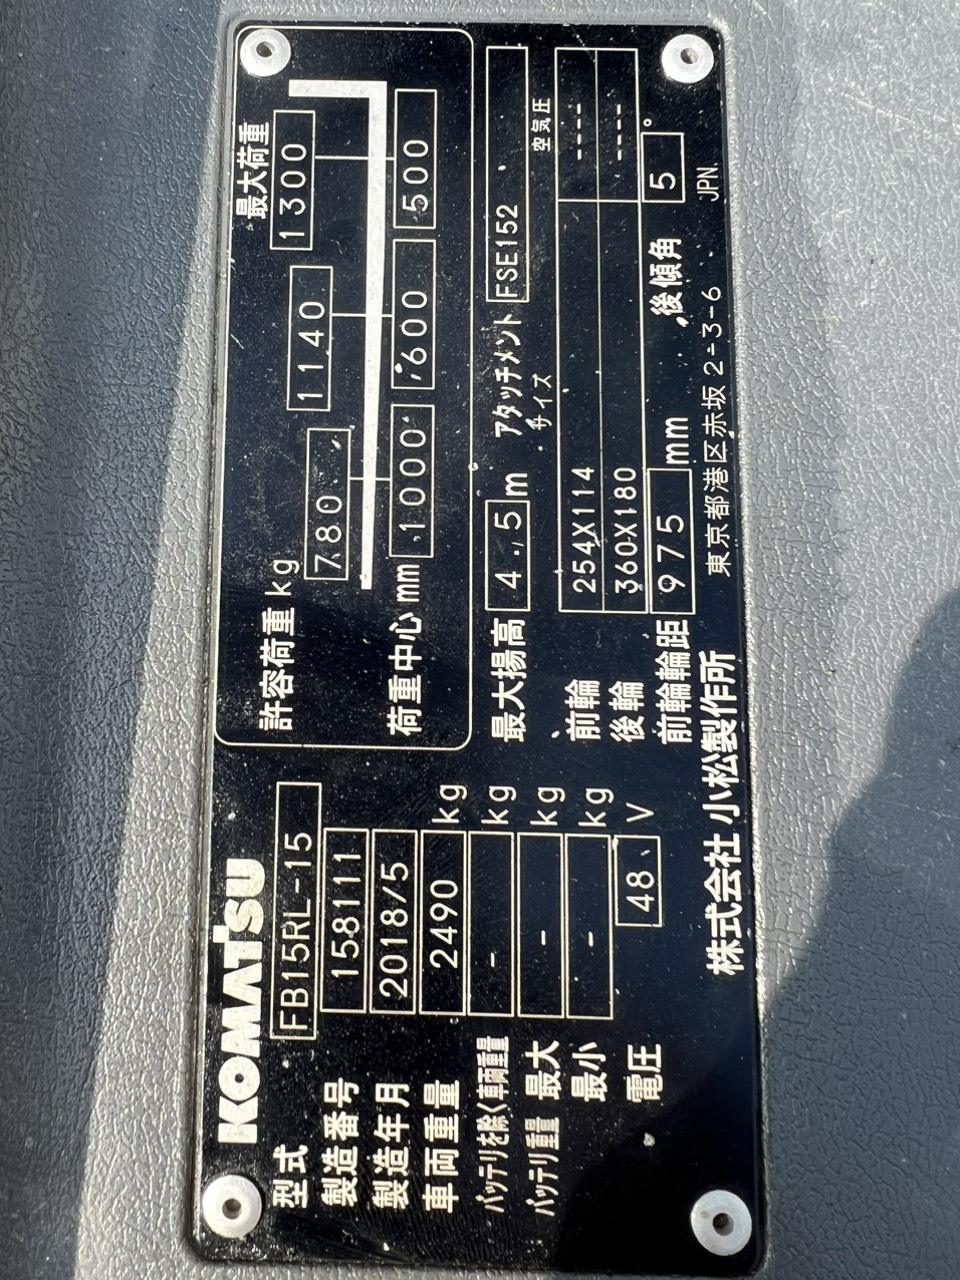 KOMATSU
型式 FB15RL-15
製造番号 158111
製造年月 2018/5
車両重量 2490 kg
バッテリを除く車両重量 - kg
バッテリ重量 最大 - kg
最小 - kg
電圧 48 V
最大荷重
許容荷重 kg 780 1140 1300
荷重中心 mm 1000 600 500
最大揚高 4.5 m アタッチメント FSE152
サイズ 空気圧
前輪 254X114 ----
後輪 360X180 ----
前輪輪距 975 mm 後傾角 5 °
株式会社 小松製作所 東京都港区赤坂2-3-6 JPN.